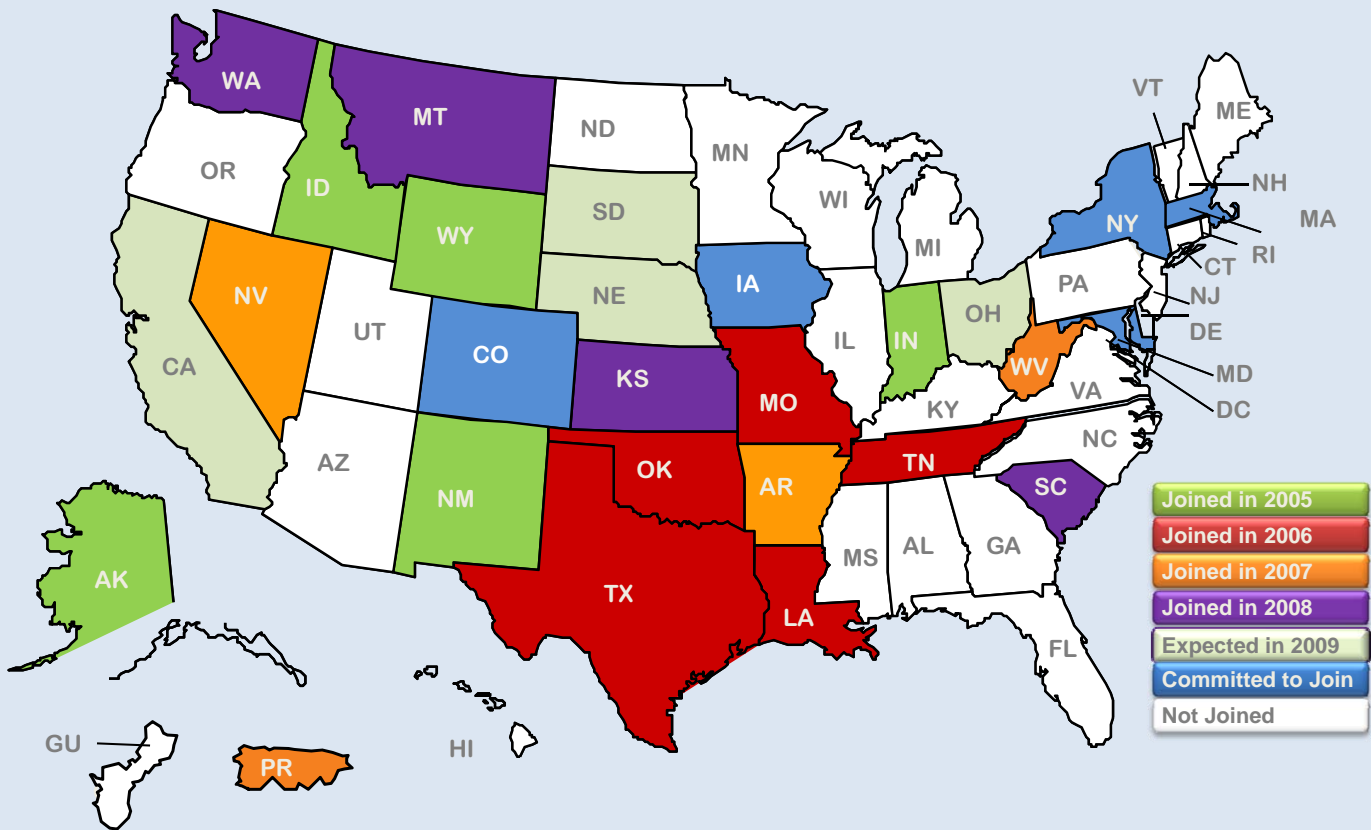 WA
MT
ND
MN
VT
ME
OR
ID
WI
NH
SD
WY
MI
NY
MA
RI
CT
NV
NE
IA
PA
NJ
UT
OH
DE
CA
CO
IL
IN
WV
MD
KS
MO
KY
VA
DC
AZ
NM
OK
AR
TN
NC
SC
MS
AL
GA
AK
TX
LA
FL
GU
PR
HI
Joined in 2005
Joined in 2006
Joined in 2007
Joined in 2008
Expected in 2009
Committed to Join
Not Joined